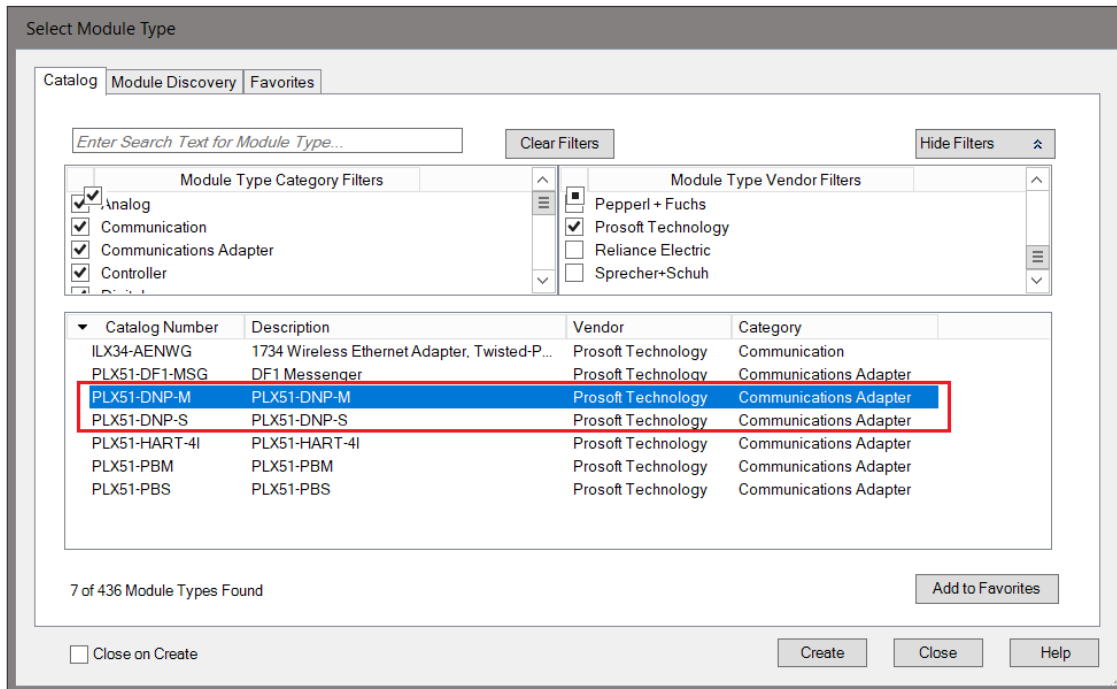 Select Module Type
Catalog Module Discovery Favorites
Enter Search Text for Module Type... Clear Filters Hide Filters
Module Type Category Filters Module Type Vendor Filters
Analog Pepperl + Fuchs
Communication Prosoft Technology
Communications Adapter Reliance Electric
Controller Sprecher+Schuh
Catalog Number Description Vendor Category
ILX34-AENWG 1734 Wireless Ethernet Adapter, Twisted-P... Prosoft Technology Communication
PLX51-DF1-MSG DF1 Messenger Prosoft Technology Communications Adapter
PLX51-DNP-M PLX51-DNP-M Prosoft Technology Communications Adapter
PLX51-DNP-S PLX51-DNP-S Prosoft Technology Communications Adapter
PLX51-HART-4I PLX51-HART-4I Prosoft Technology Communications Adapter
PLX51-PBM PLX51-PBM Prosoft Technology Communications Adapter
PLX51-PBS PLX51-PBS Prosoft Technology Communications Adapter
7 of 436 Module Types Found Add to Favorites
Close on Create Create Close Help